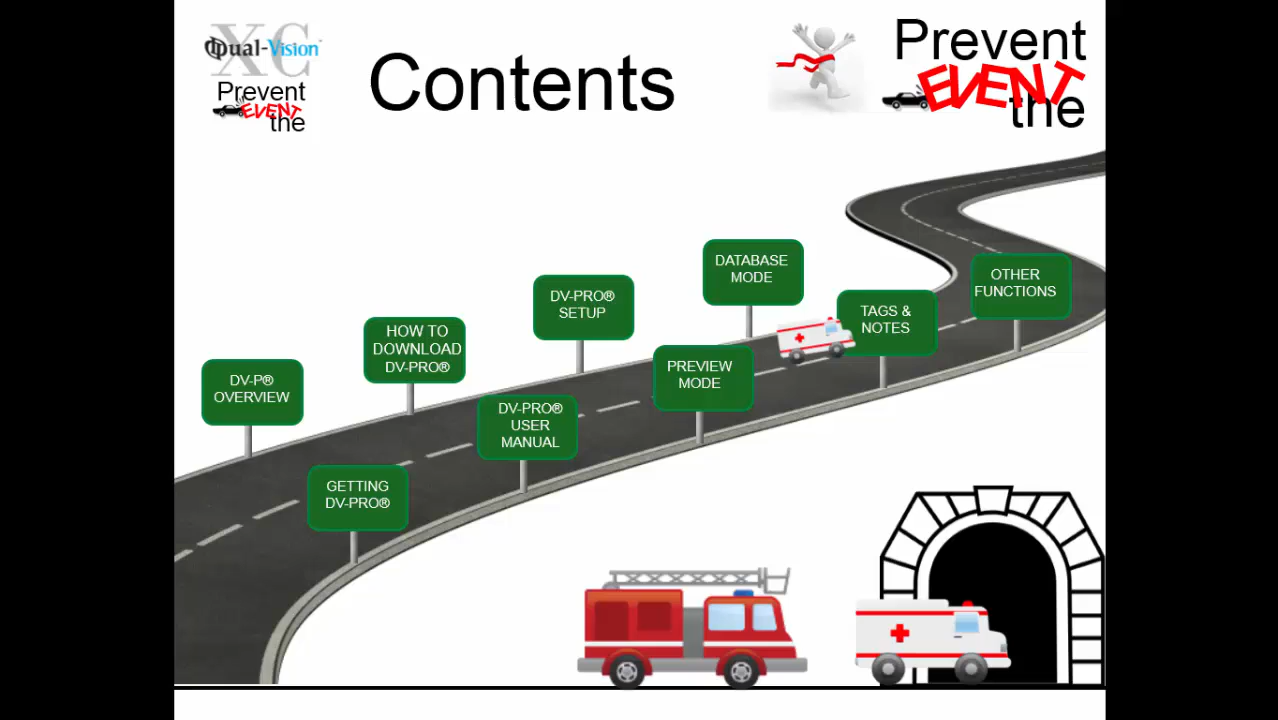 XC
Dual-Vision
Prevent
EVENT
the
Contents
Prevent
EVENT
the
DV-P®
OVERVIEW
GETTING
DV-PRO®
HOW TO
DOWNLOAD
DV-PRO®
DV-PRO®
USER
MANUAL
DV-PRO®
SETUP
PREVIEW
MODE
DATABASE
MODE
TAGS &
NOTES
OTHER
FUNCTIONS